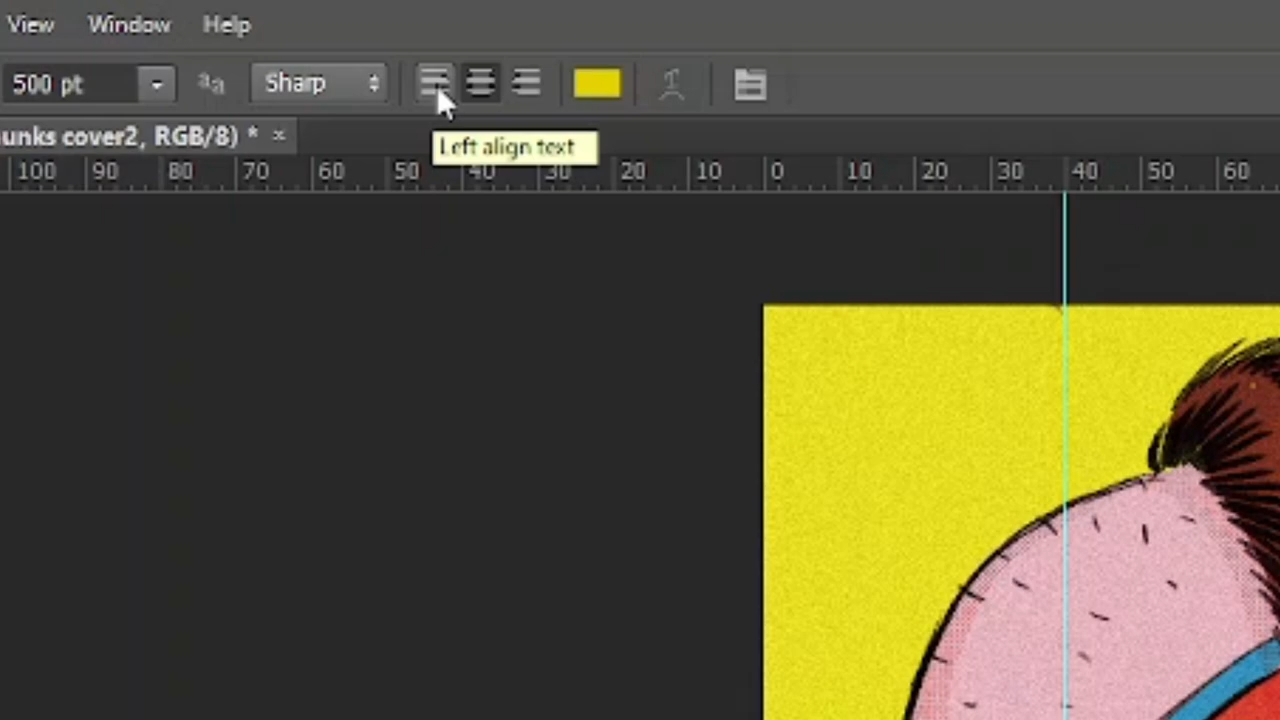 View Window Help
500 pt aa Sharp
unks cover2, RGB/8) * ×
Left align text
100 90 80 70 60 50 40 30 20 10 0 10 20 30 40 50 60